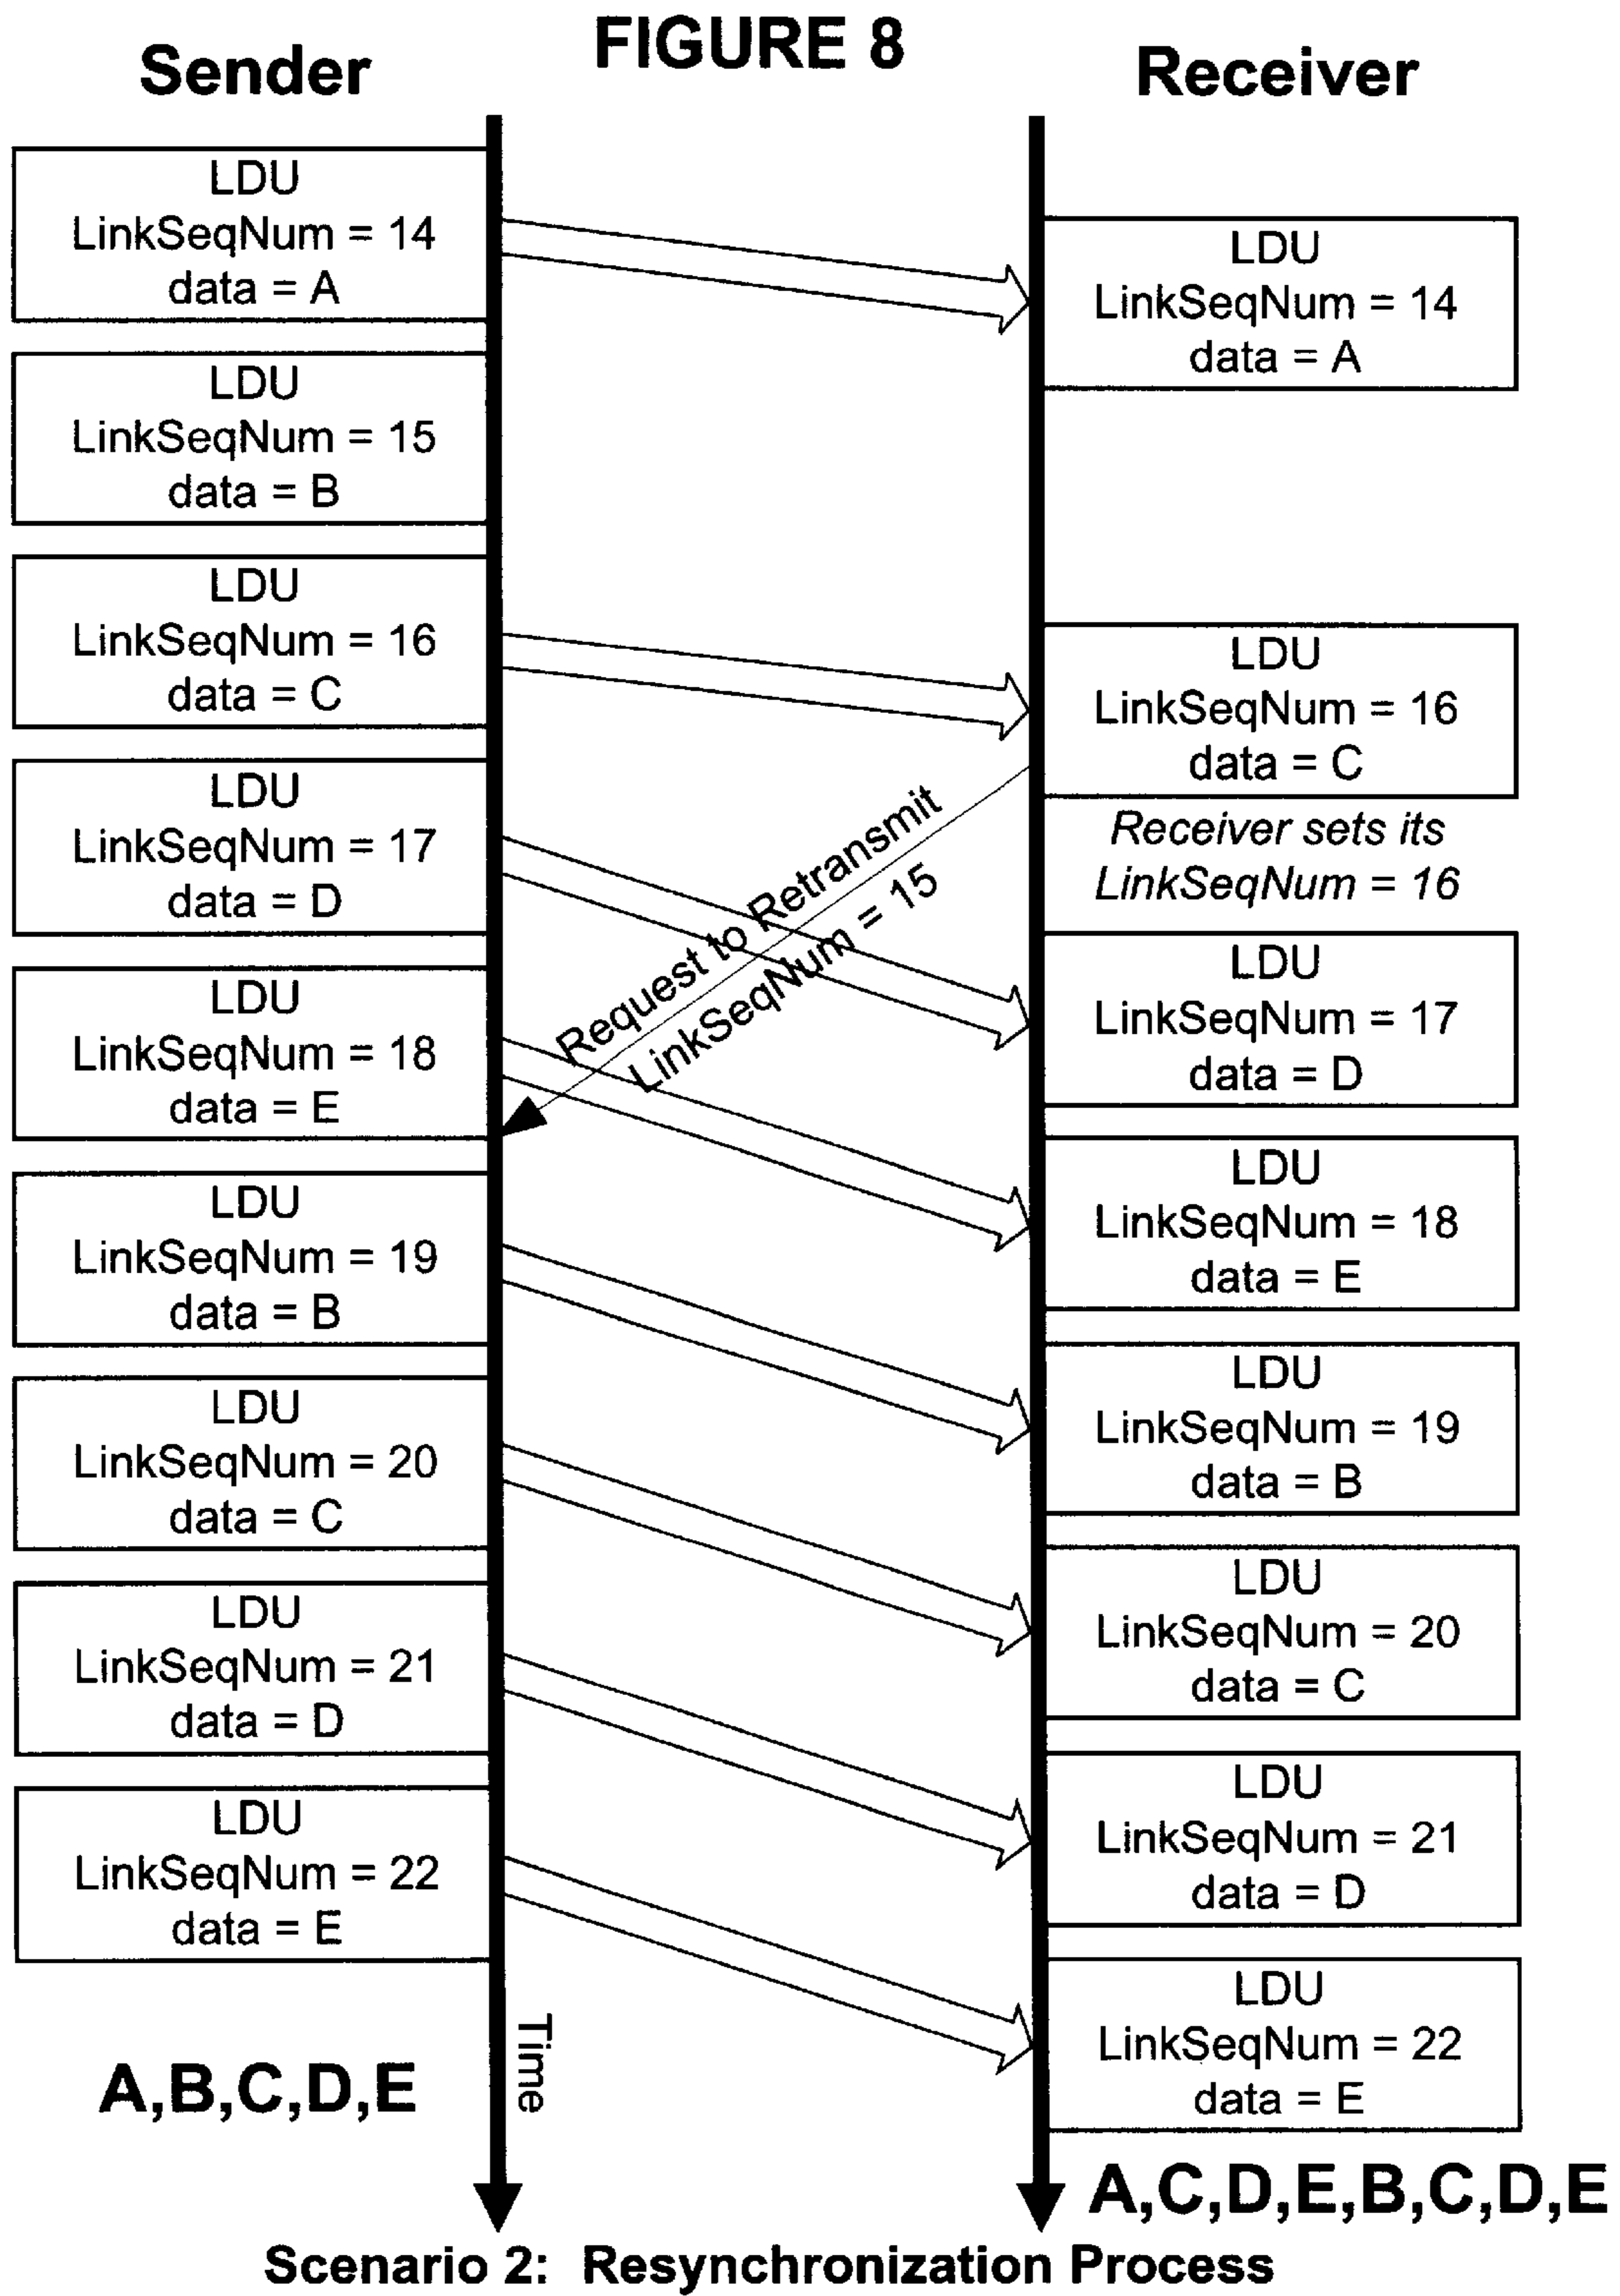 FIGURE 8
Sender
Receiver
LDU
LinkSeqNum = 14
data = A
LDU
LinkSeqNum = 15
data = B
LDU
LinkSeqNum = 16
data = C
LDU
LinkSeqNum = 17
data = D
LDU
LinkSeqNum = 18
data = E
LDU
LinkSeqNum = 19
data = B
LDU
LinkSeqNum = 20
data = C
LDU
LinkSeqNum = 21
data = D
LDU
LinkSeqNum = 22
data = E
A,B,C,D,E
Time
Request to Retransmit
LinkSeqNum = 15
LDU
LinkSeqNum = 14
data = A
LDU
LinkSeqNum = 16
data = C
Receiver sets its
LinkSeqNum = 16
LDU
LinkSeqNum = 17
data = D
LDU
LinkSeqNum = 18
data = E
LDU
LinkSeqNum = 19
data = B
LDU
LinkSeqNum = 20
data = C
LDU
LinkSeqNum = 21
data = D
LDU
LinkSeqNum = 22
data = E
A,C,D,E,B,C,D,E
Scenario 2: Resynchronization Process